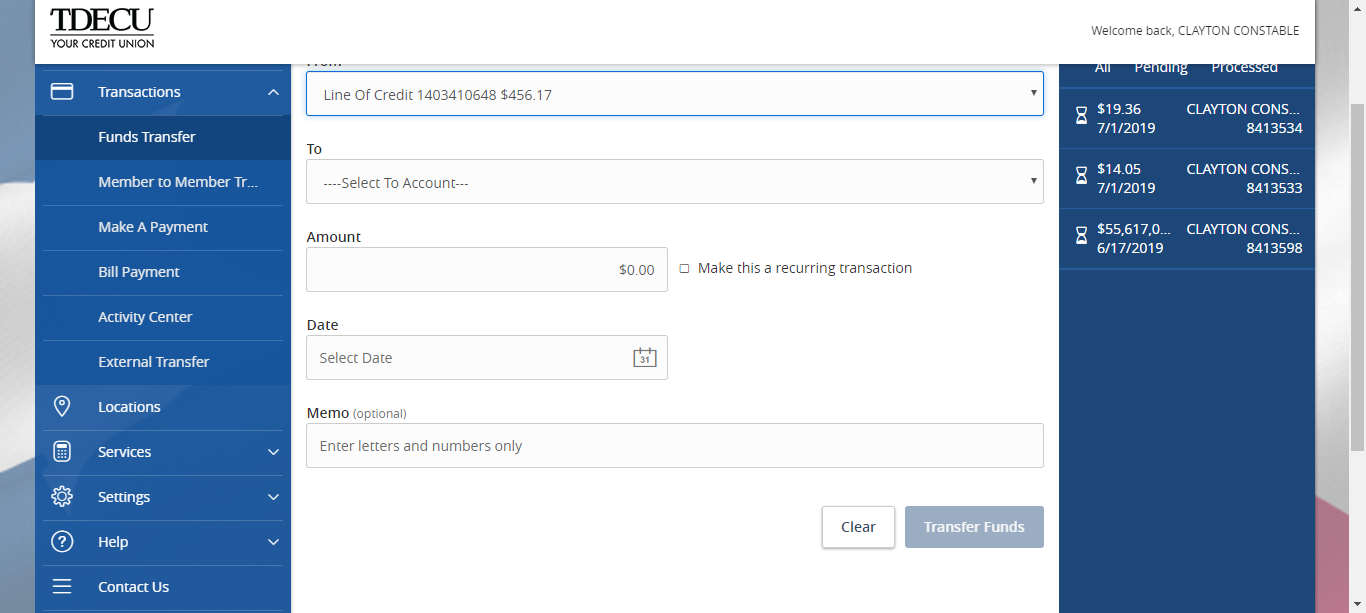 TDECU
YOUR CREDIT UNION
Welcome back, CLAYTON CONSTABLE
Transactions
Funds Transfer
Member to Member Tr...
Make A Payment
Bill Payment
Activity Center
External Transfer
Locations
Services
Settings
Help
Contact Us
From
Line Of Credit 1403410648 $456.17
To
----Select To Account---
Amount
$0.00
Make this a recurring transaction
Date
Select Date
31
Memo (optional)
Enter letters and numbers only
Clear
Transfer Funds
All Pending Processed
$19.36 CLAYTON CONS...
7/1/2019 8413534
$14.05 CLAYTON CONS...
7/1/2019 8413533
$55,617,0... CLAYTON CONS...
6/17/2019 8413598